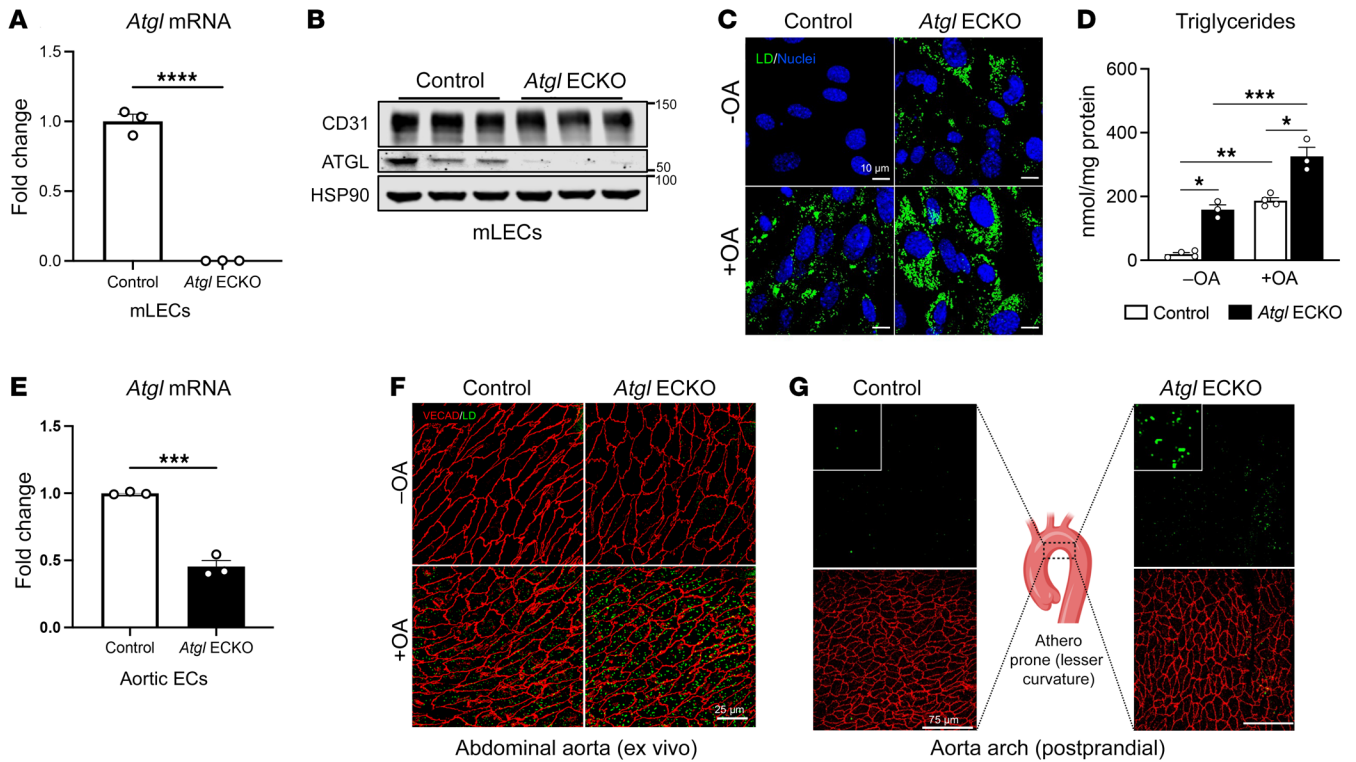 A
Atgl mRNA
Fold change
1.5
1.0
0.5
0.0
****
Control
Atgl ECKO
mLECs
B
Control
Atgl ECKO
CD31
ATGL
HSP90
150
50
100
mLECs
C
Control
Atgl ECKO
-OA
+OA
LD/Nuclei
10 µm
D
Triglycerides
nmol/mg protein
600
400
200
0
***
*
**
*
–OA
+OA
Control
Atgl ECKO
E
Atgl mRNA
Fold change
1.5
1.0
0.5
0.0
***
Control
Atgl ECKO
Aortic ECs
F
Control
Atgl ECKO
–OA
+OA
VECAD/LD
25 µm
Abdominal aorta (ex vivo)
G
Control
Atgl ECKO
Athero
prone (lesser
curvature)
75 µm
Aorta arch (postprandial)